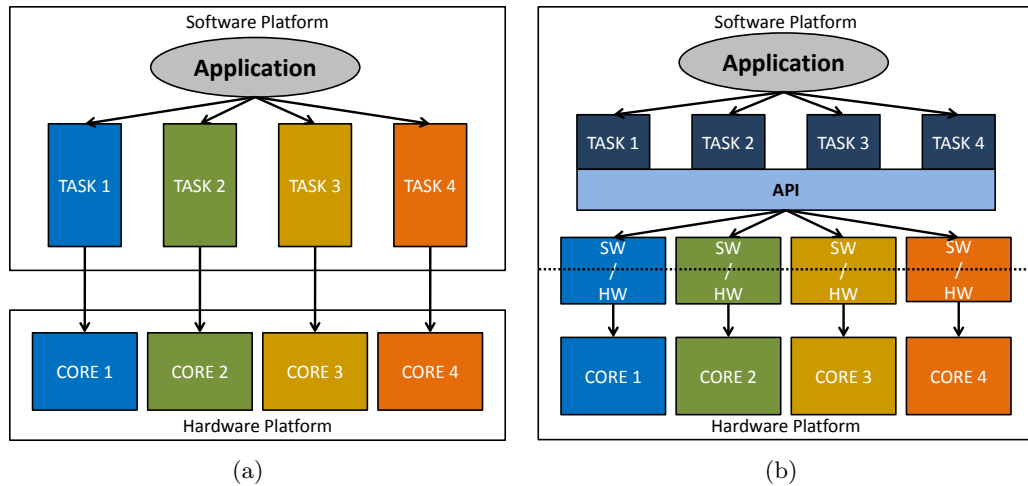 Software Platform
Application
TASK 1
TASK 2
TASK 3
TASK 4
CORE 1
CORE 2
CORE 3
CORE 4
Hardware Platform
(a)
Software Platform
Application
TASK 1
TASK 2
TASK 3
TASK 4
API
SW
/
HW
SW
/
HW
SW
/
HW
SW
/
HW
CORE 1
CORE 2
CORE 3
CORE 4
Hardware Platform
(b)